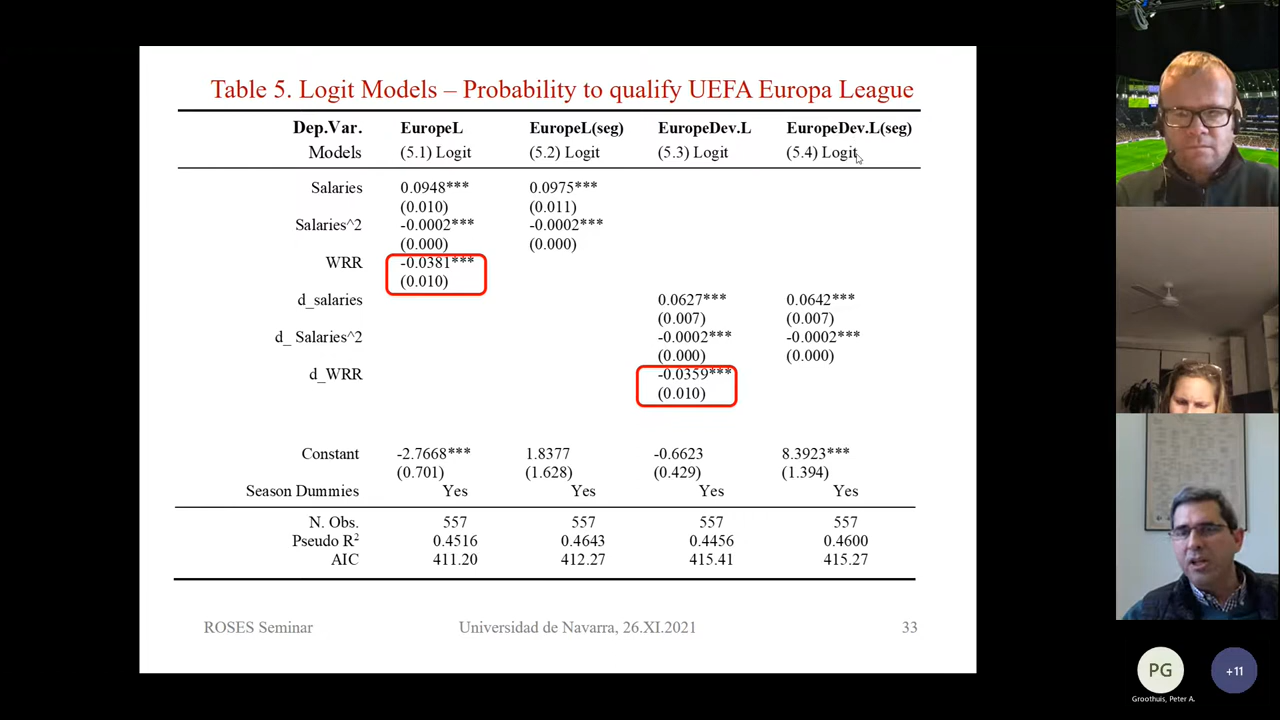 Table 5. Logit Models – Probability to qualify UEFA Europa League
Dep.Var. EuropeL EuropeL(seg) EuropeDev.L EuropeDev.L(seg)
Models (5.1) Logit (5.2) Logit (5.3) Logit (5.4) Logit
Salaries 0.0948*** 0.0975***
(0.010) (0.011)
Salaries^2 -0.0002*** -0.0002***
(0.000) (0.000)
WRR -0.0381***
(0.010)
d_salaries 0.0627*** 0.0642***
(0.007) (0.007)
d_ Salaries^2 -0.0002*** -0.0002***
(0.000) (0.000)
d_WRR -0.0359***
(0.010)
Constant -2.7668*** 1.8377 -0.6623 8.3923***
(0.701) (1.628) (0.429) (1.394)
Season Dummies Yes Yes Yes Yes
N. Obs. 557 557 557 557
Pseudo R² 0.4516 0.4643 0.4456 0.4600
AIC 411.20 412.27 415.41 415.27
ROSES Seminar Universidad de Navarra, 26.XI.2021 33
PG +11
Groothuis, Peter A.